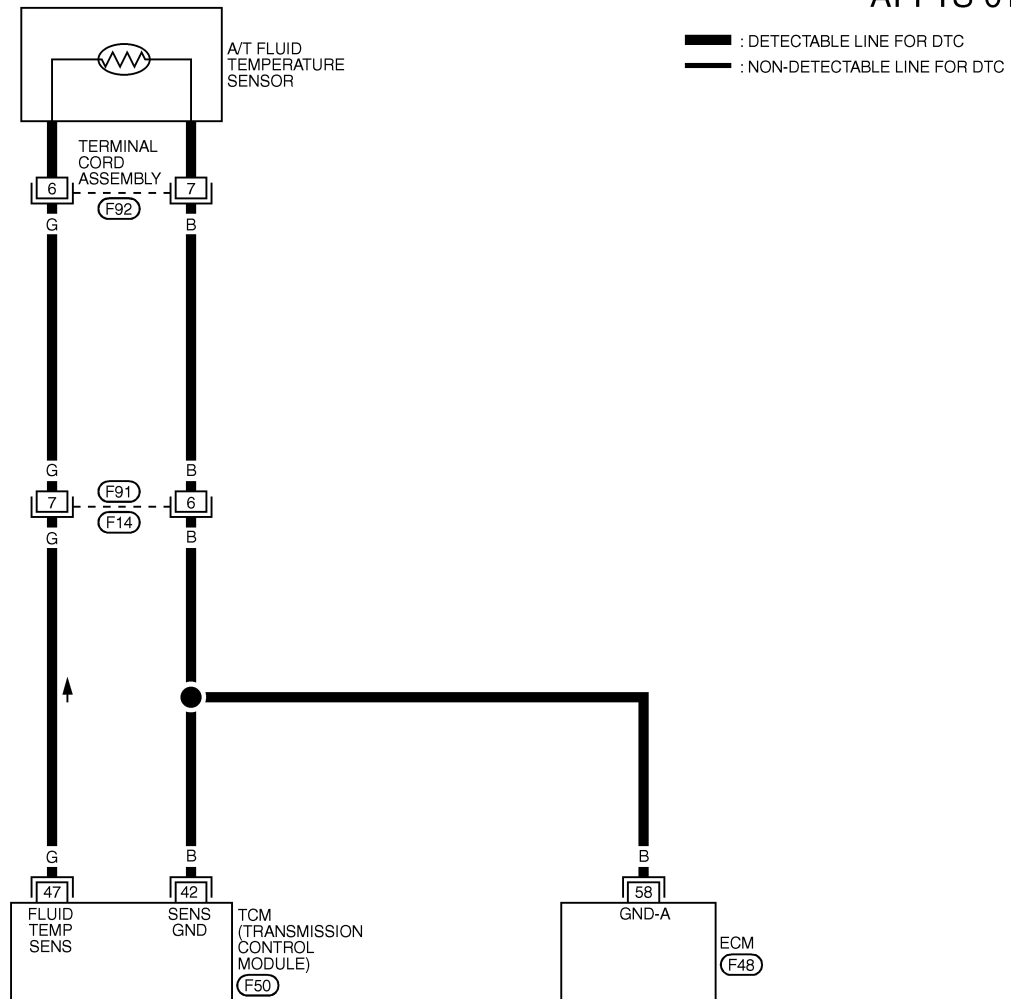 A/T FLUID
TEMPERATURE
SENSOR
: DETECTABLE LINE FOR DTC
: NON-DETECTABLE LINE FOR DTC
TERMINAL
CORD
ASSEMBLY
6
7
F92
G
B
G
B
7
F91
6
F14
G
B
G
B
B
47
42
58
FLUID
TEMP
SENS
SENS
GND
TCM
(TRANSMISSION
CONTROL
MODULE)
F50
GND-A
ECM
F48